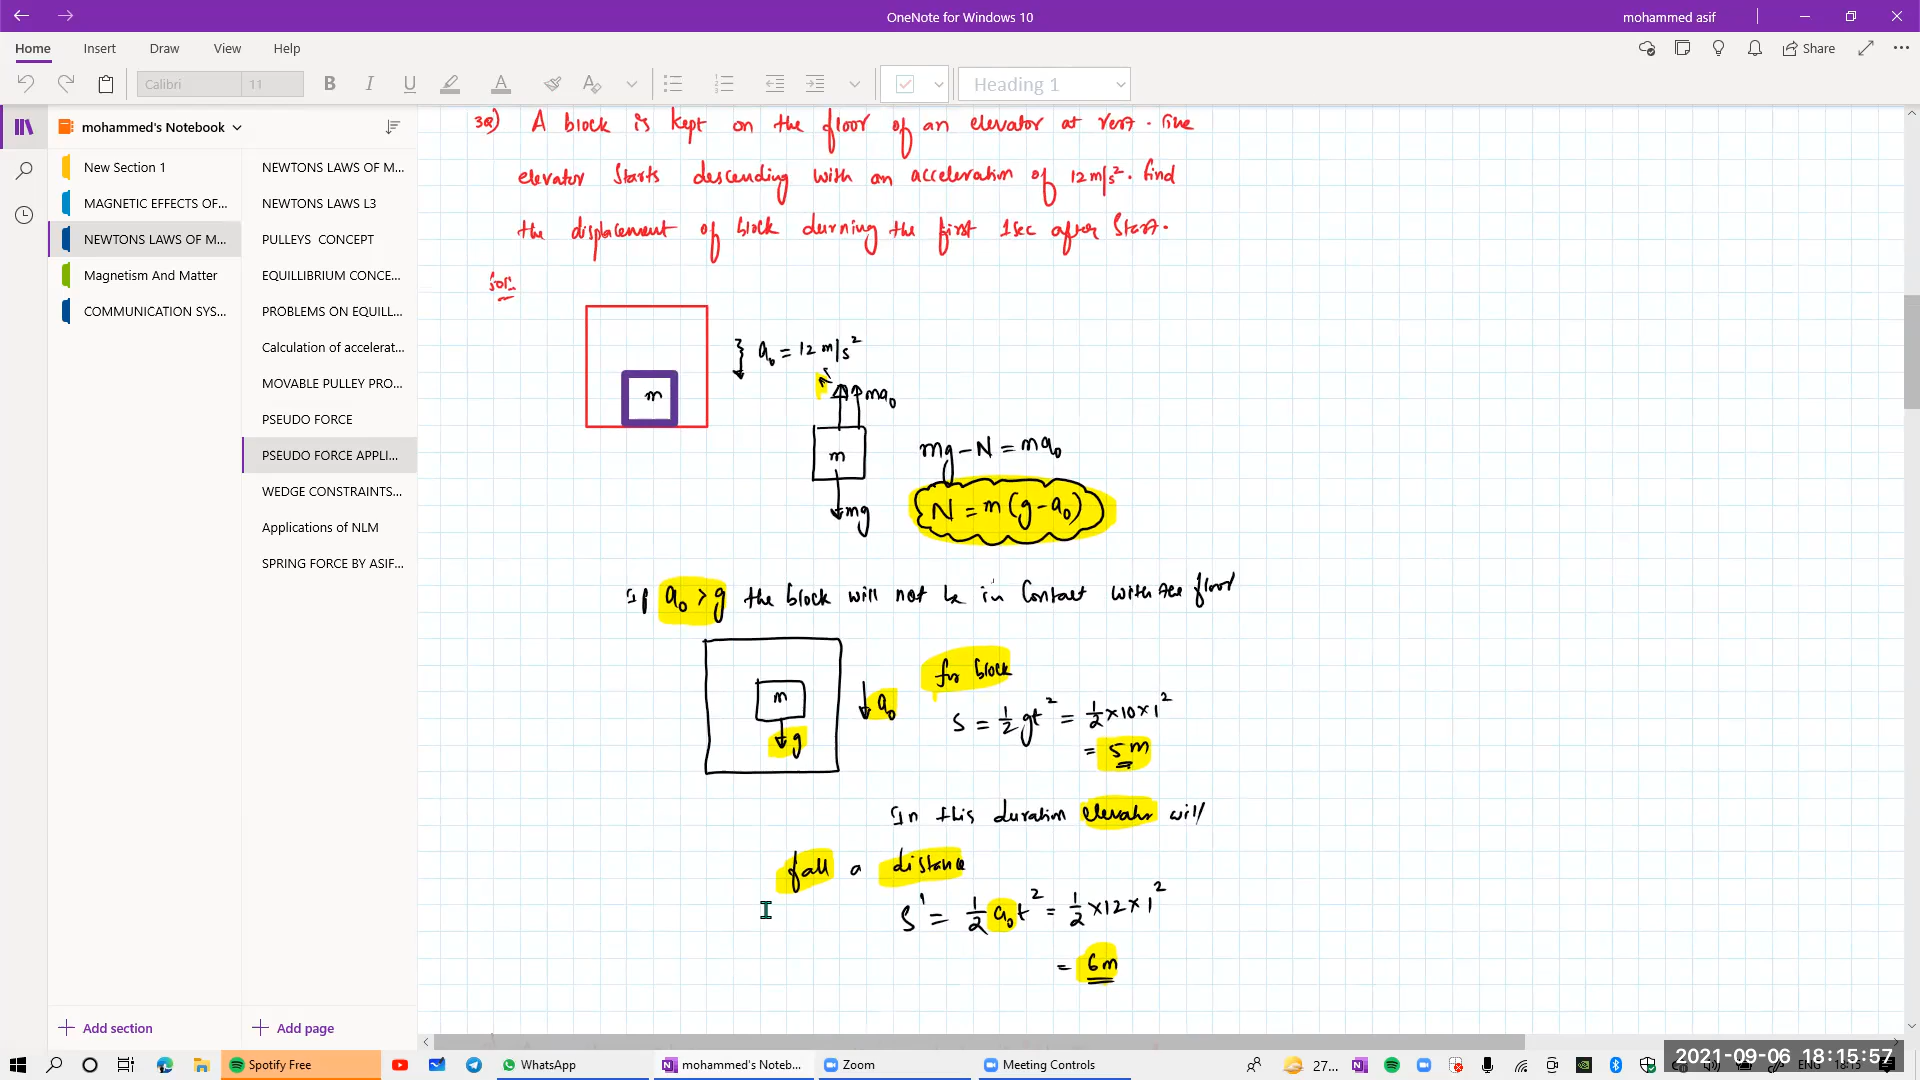 OneNote for Windows 10
mohammed asif
Home Insert Draw View Help
Share
Calibri 11 B I U A Heading 1
mohammed's Notebook
New Section 1
MAGNETIC EFFECTS OF...
NEWTONS LAWS OF M...
Magnetism And Matter
COMMUNICATION SYS...
NEWTONS LAWS OF M...
NEWTONS LAWS L3
PULLEYS CONCEPT
EQUILLIBRIUM CONCE...
PROBLEMS ON EQUILL...
Calculation of accelerat...
MOVABLE PULLEY PRO...
PSEUDO FORCE
PSEUDO FORCE APPLI...
WEDGE CONSTRAINTS...
Applications of NLM
SPRING FORCE BY ASIF...
Add section
Add page
3Q) A block is kept on the floor of an elevator at rest. The
elevator starts descending with an acceleration of 12 m/s². find
the displacement of block durning the first 1sec after start.
Sol:
m
a₀ = 12 m/s²
ma₀
m
mg
mg - N = ma₀
N = m(g - a₀)
If a₀ > g the block will not be in contact with the floor
m
g
a₀
for block
S = 1/2 gt² = 1/2 × 10 × 1²
= 5 m
In this duration elevator will
fall a distance
S' = 1/2 a₀t² = 1/2 × 12 × 1²
= 6m
Spotify Free
WhatsApp
mohammed's Noteb...
Zoom
Meeting Controls
27...
2021-09-06 18:15:57